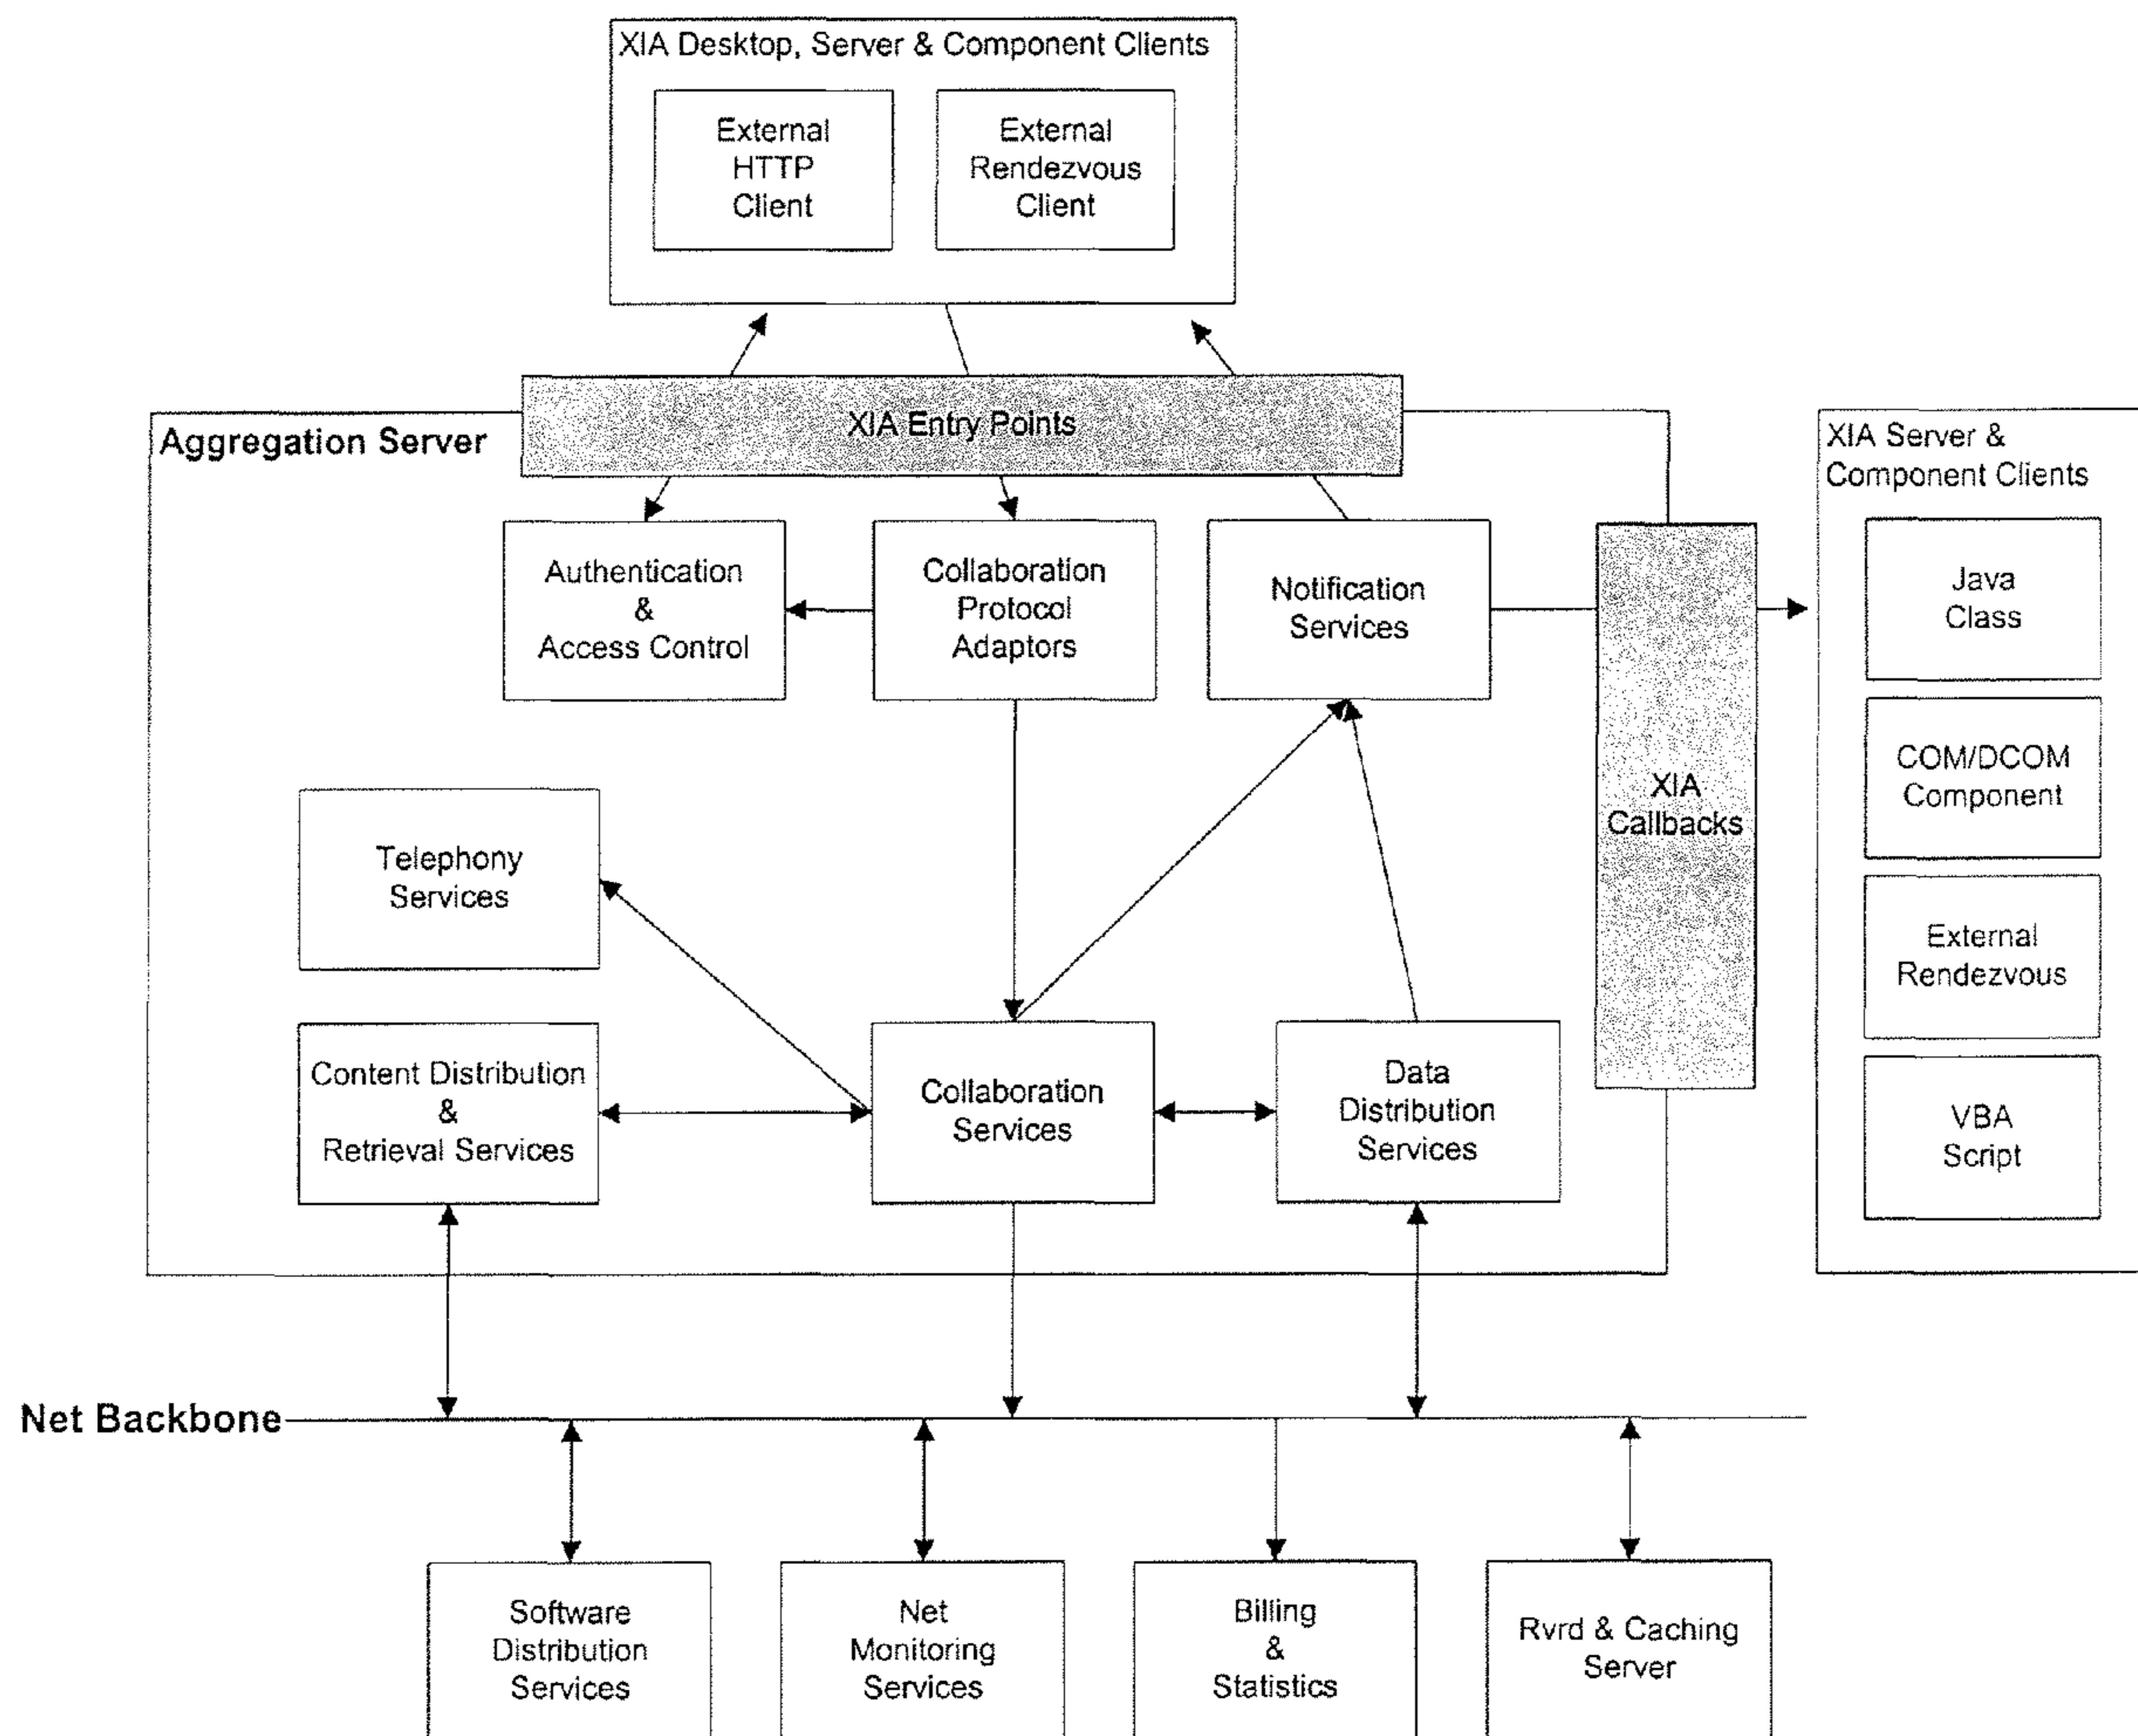 XIA Desktop, Server & Component Clients
External
HTTP
Client
External
Rendezvous
Client
XIA Entry Points
Aggregation Server
XIA Server &
Component Clients
Authentication
&
Access Control
Collaboration
Protocol
Adaptors
Notification
Services
Java
Class
COM/DCOM
Component
XIA
Callbacks
Telephony
Services
External
Rendezvous
Content Distribution
&
Retrieval Services
Collaboration
Services
Data
Distribution
Services
VBA
Script
Net Backbone
Software
Distribution
Services
Net
Monitoring
Services
Billing
&
Statistics
Rvrd & Caching
Server